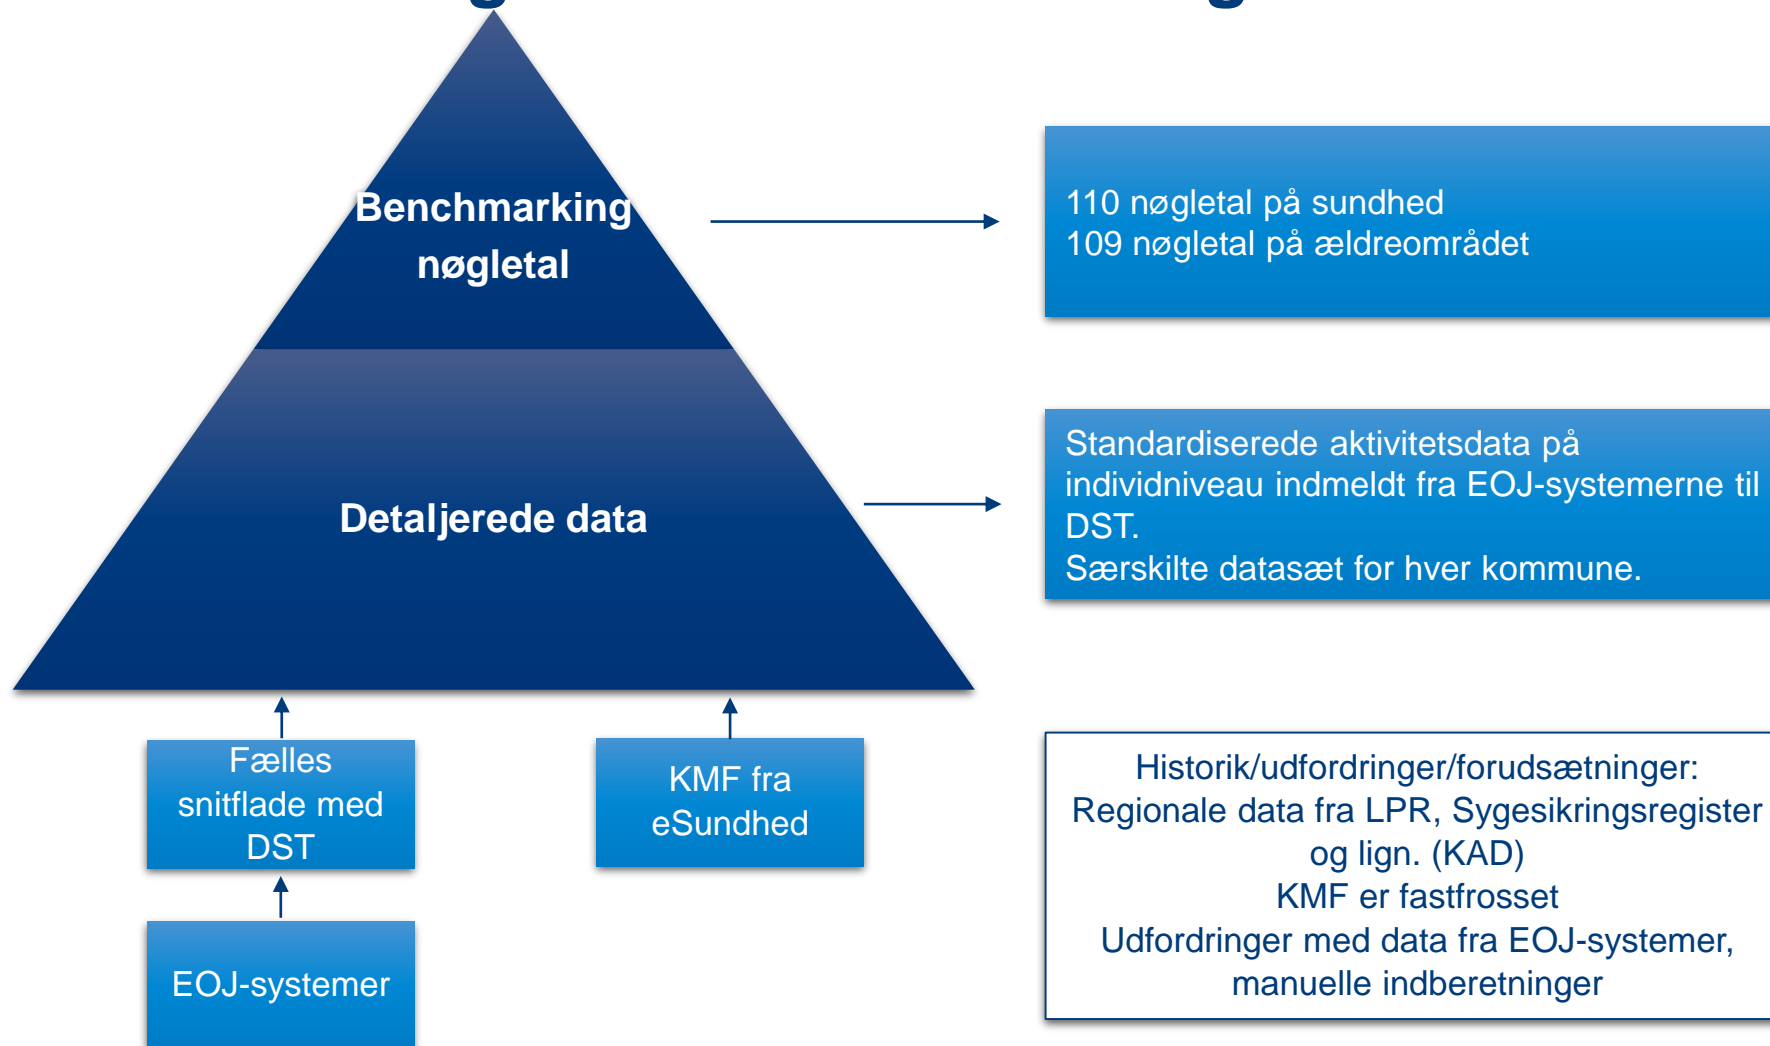 Benchmarking
nøgletal
110 nøgletal på sundhed
109 nøgletal på ældreområdet
Detaljerede data
Standardiserede aktivitetsdata på
individniveau indmeldt fra EOJ-systemerne til
DST.
Særskilte datasæt for hver kommune.
Fælles
snitflade med
DST
KMF fra
eSundhed
EOJ-systemer
Historik/udfordringer/forudsætninger:
Regionale data fra LPR, Sygesikringsregister
og lign. (KAD)
KMF er fastfrosset
Udfordringer med data fra EOJ-systemer,
manuelle indberetninger